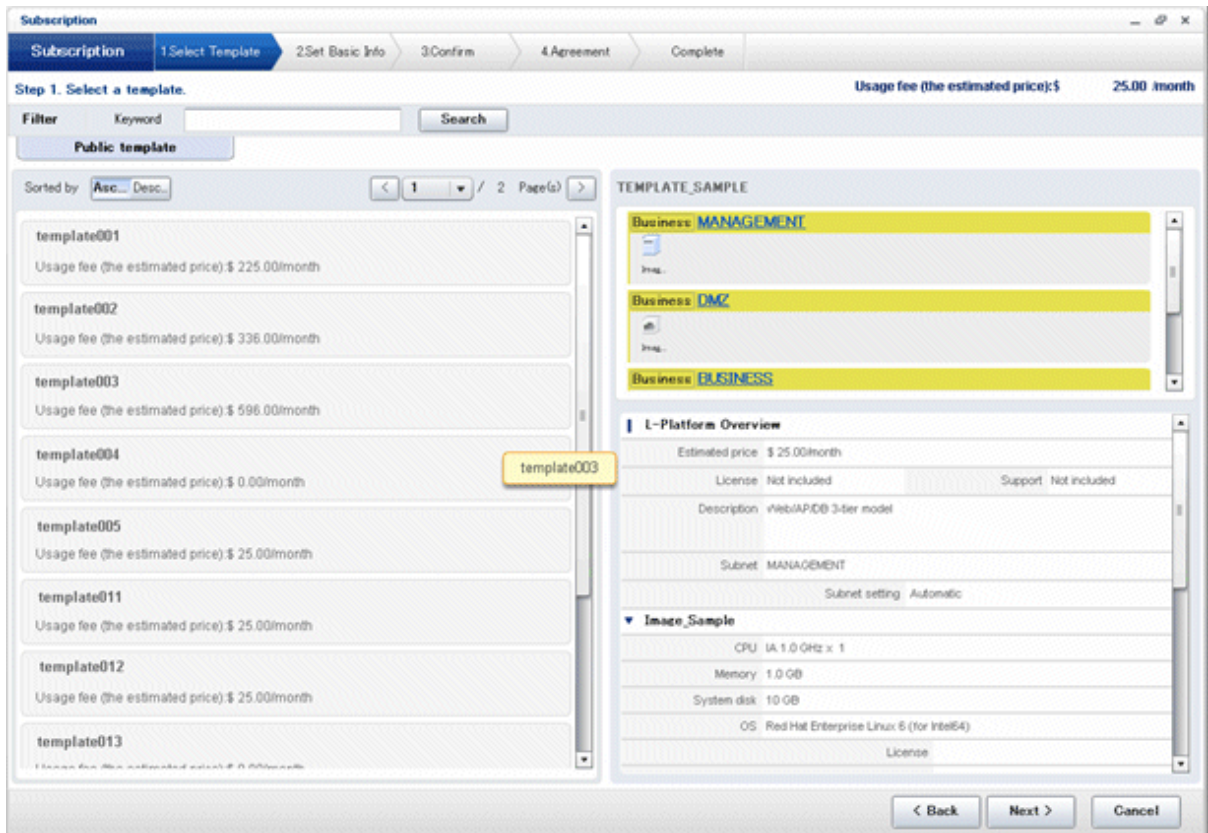 Subscription
Subscription 1.Select Template 2.Set Basic Info 3.Confirm 4.Agreement Complete
Step 1. Select a template. Usage fee (the estimated price):$ 25.00 /month
Filter Keyword Search
Public template
Sorted by Asc... Desc.. < 1 / 2 Page(s) >
template001
Usage fee (the estimated price):$ 225.00/month
template002
Usage fee (the estimated price):$ 336.00/month
template003
Usage fee (the estimated price):$ 596.00/month
template004
Usage fee (the estimated price):$ 0.00/month
template005
Usage fee (the estimated price):$ 25.00/month
template011
Usage fee (the estimated price):$ 25.00/month
template012
Usage fee (the estimated price):$ 25.00/month
template013
template003
TEMPLATE_SAMPLE
Business MANAGEMENT
Imag...
Business DMZ
Imag...
Business BUSINESS
L-Platform Overview
Estimated price $ 25.00/month
License Not included Support Not included
Description Web/AP/DB 3-tier model
Subnet MANAGEMENT
Subnet setting Automatic
Image_Sample
CPU IA 1.0 GHz x 1
Memory 1.0 GB
System disk 10 GB
OS Red Hat Enterprise Linux 6 (for Intel64)
License
< Back Next > Cancel